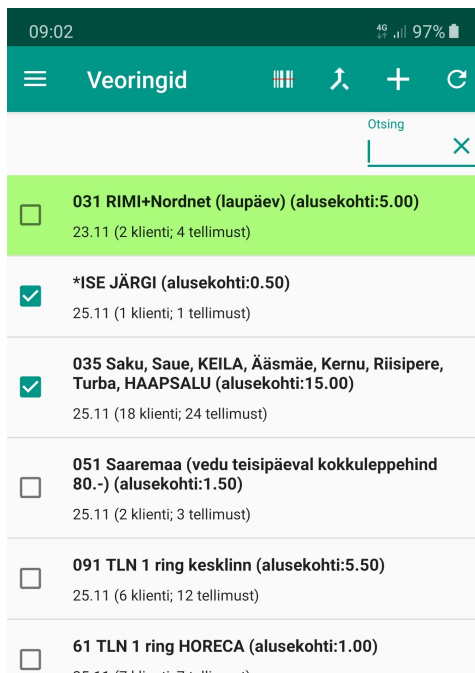 09:02 4G 97%
Veoringid
Otsing
031 RIMI+Nordnet (laupäev) (alusekohti:5.00)
23.11 (2 klienti; 4 tellimust)
*ISE JÄRGI (alusekohti:0.50)
25.11 (1 klienti; 1 tellimust)
035 Saku, Saue, KEILA, Ääsmäe, Kernu, Riisipere,
Turba, HAAPSALU (alusekohti:15.00)
25.11 (18 klienti; 24 tellimust)
051 Saaremaa (vedu teisipäeval kokkuleppehind
80.-) (alusekohti:1.50)
25.11 (2 klienti; 3 tellimust)
091 TLN 1 ring kesklinn (alusekohti:5.50)
25.11 (6 klienti; 12 tellimust)
61 TLN 1 ring HORECA (alusekohti:1.00)